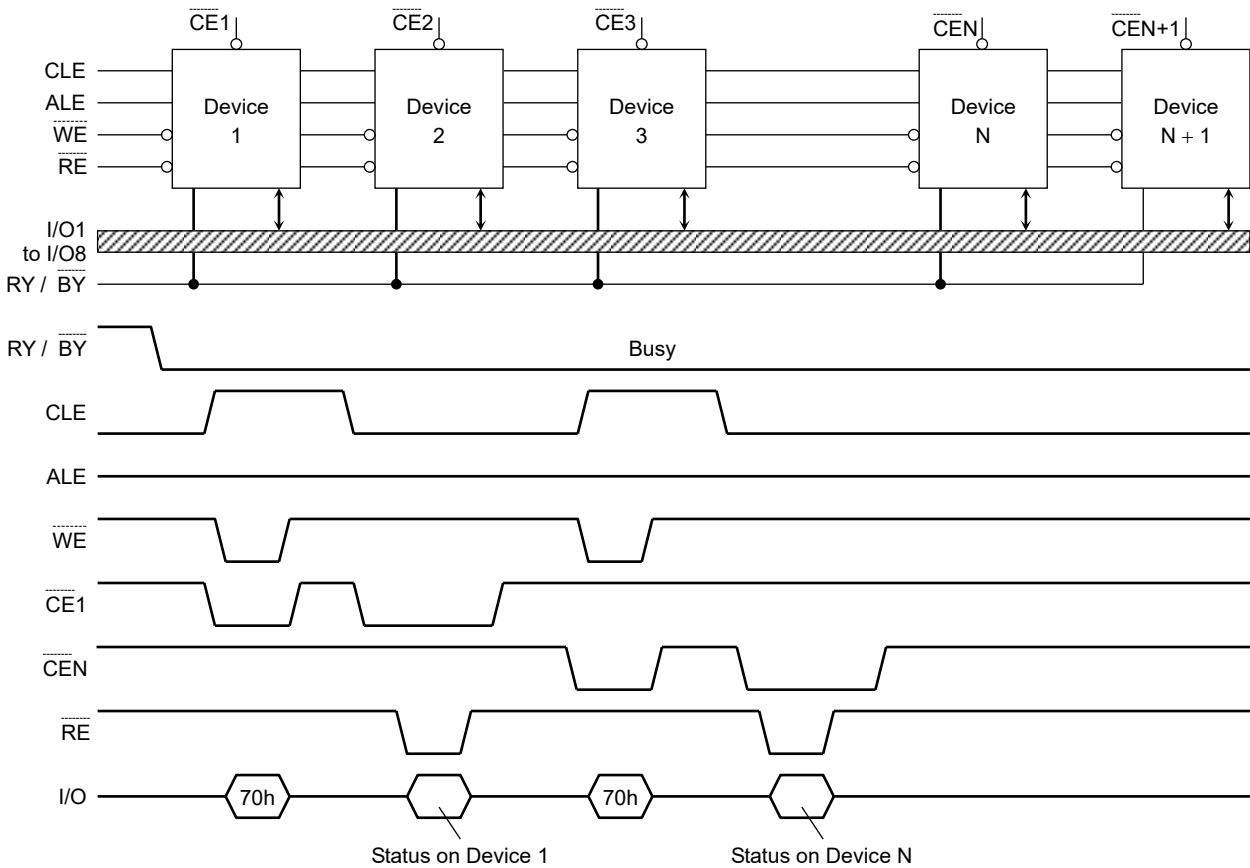 CE1 CE2 CE3 CEN CEN+1
CLE
ALE
WE
RE
Device 1
Device 2
Device 3
Device N
Device N + 1
I/O1
to I/O8
RY / BY
RY / BY
Busy
CLE
ALE
WE
CE1
CEN
RE
I/O
70h
70h
Status on Device 1
Status on Device N